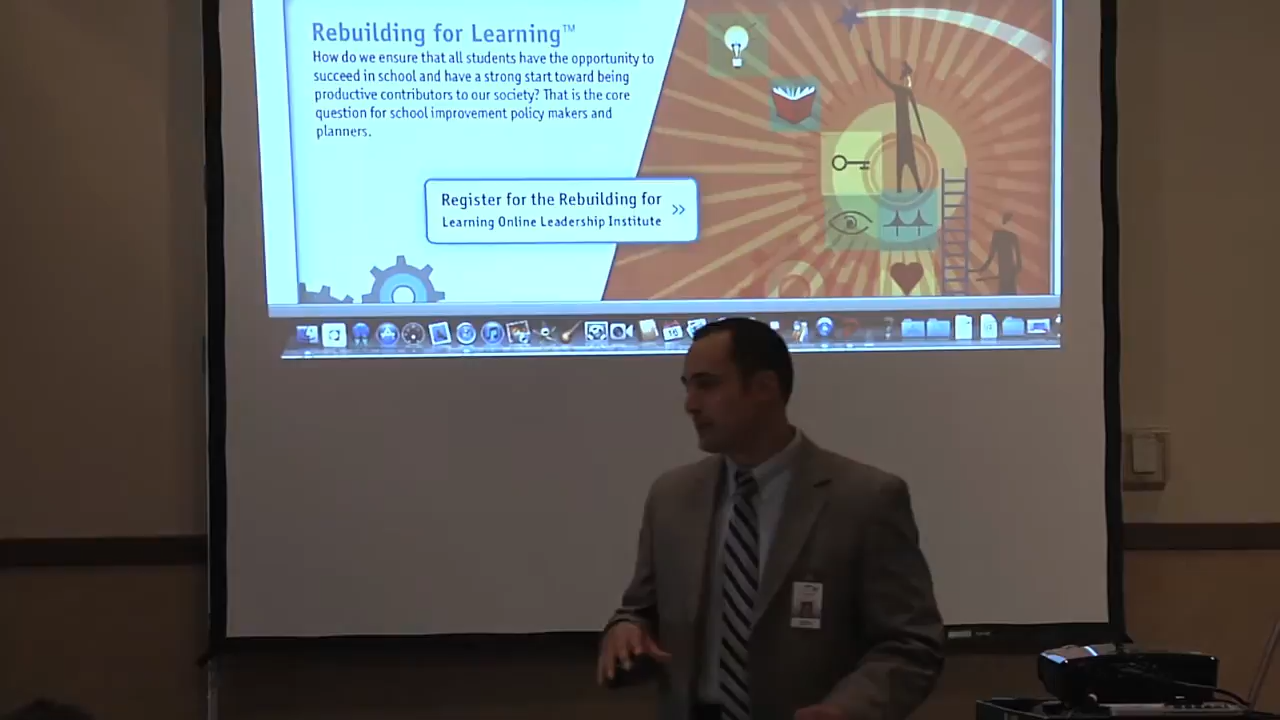 Rebuilding for Learning™
How do we ensure that all students have the opportunity to
succeed in school and have a strong start toward being
productive contributors to our society? That is the core
question for school improvement policy makers and
planners.
Register for the Rebuilding for
Learning Online Leadership Institute